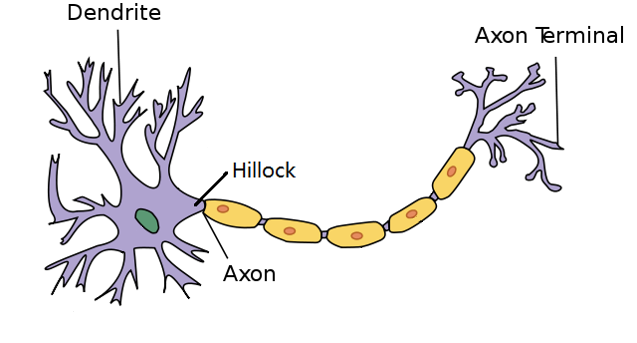 Dendrite
Axon Terminal
Hillock
Axon